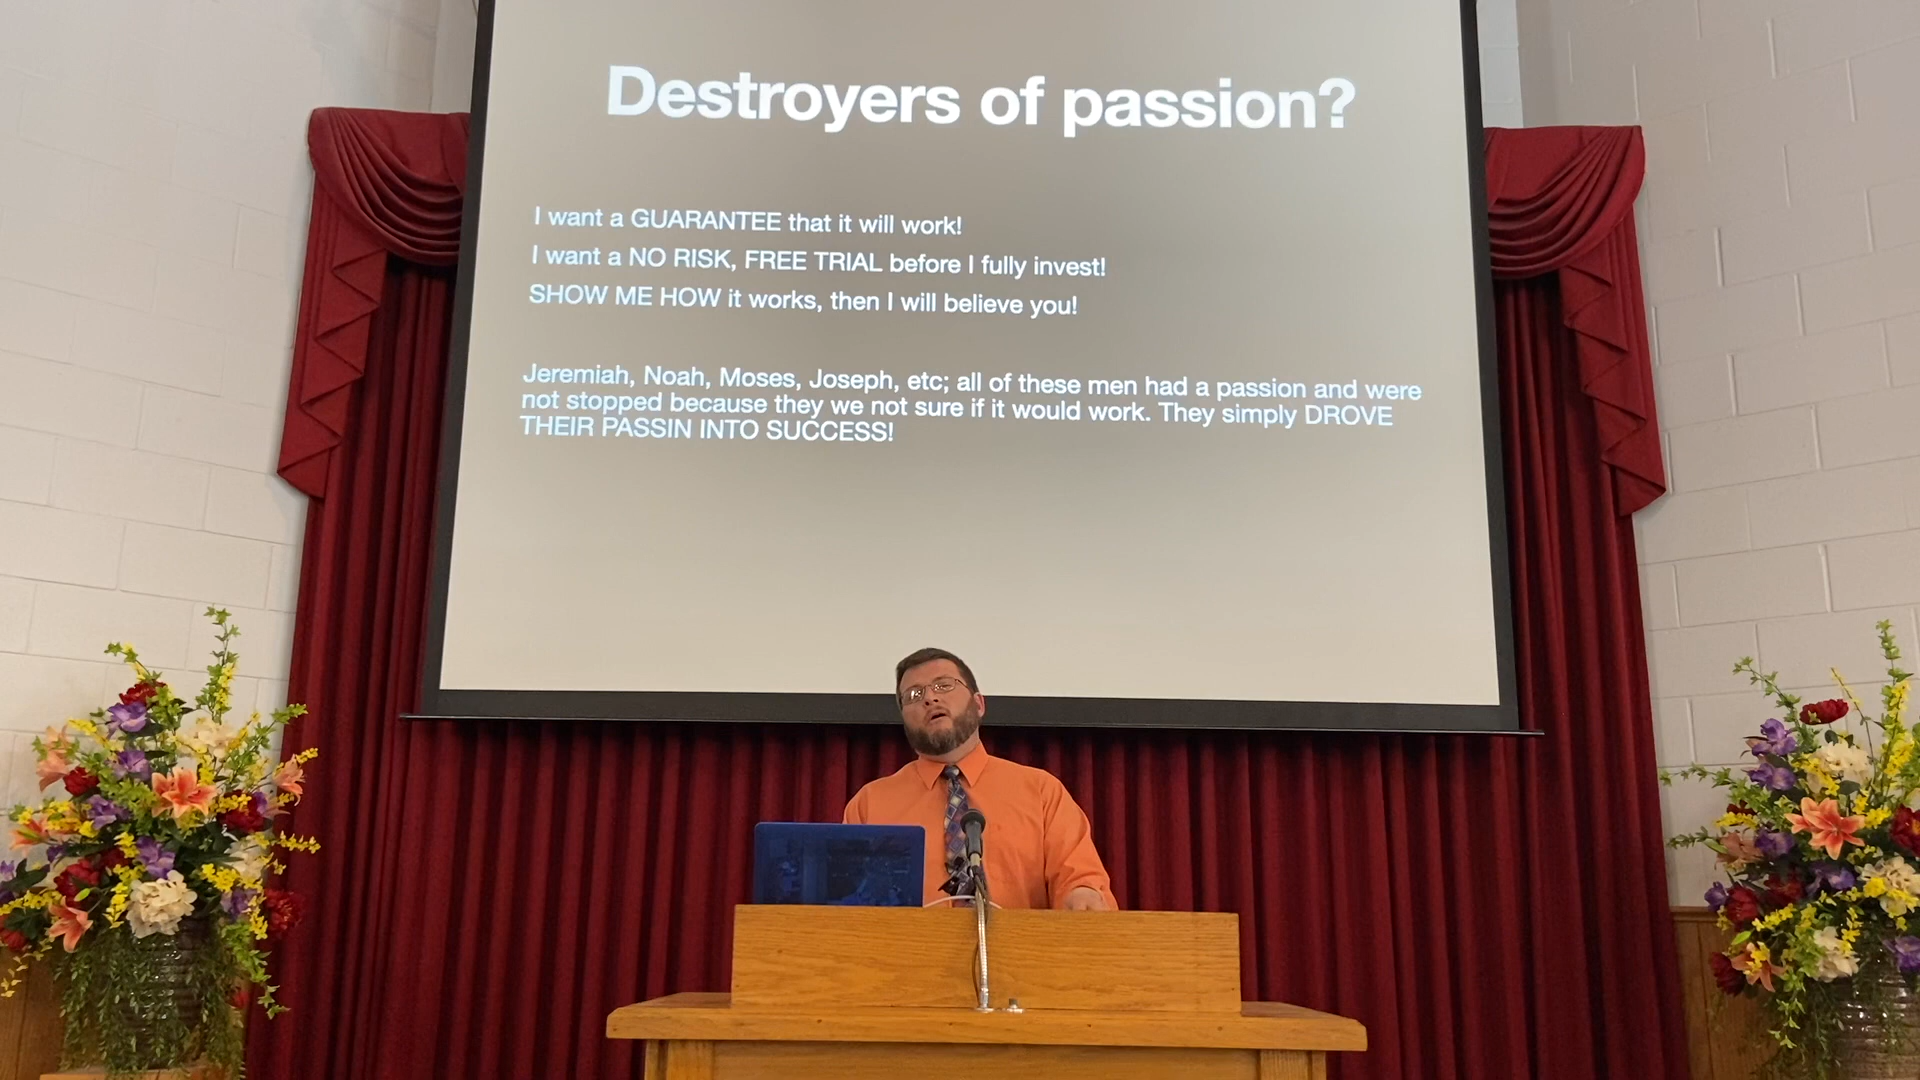 Destroyers of passion?
I want a GUARANTEE that it will work!
I want a NO RISK, FREE TRIAL before I fully invest!
SHOW ME HOW it works, then I will believe you!
Jeremiah, Noah, Moses, Joseph, etc; all of these men had a passion and were
not stopped because they we not sure if it would work. They simply DROVE
THEIR PASSIN INTO SUCCESS!